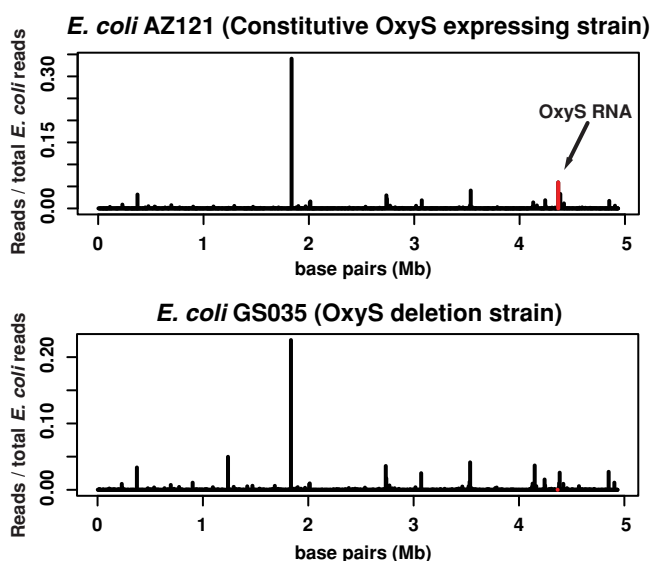 E. coli AZ121 (Constitutive OxyS expressing strain)
Reads / total E. coli reads
0.30
0.15
0.00
OxyS RNA
0 1 2 3 4 5
base pairs (Mb)
E. coli GS035 (OxyS deletion strain)
Reads / total E. coli reads
0.20
0.10
0.00
0 1 2 3 4 5
base pairs (Mb)